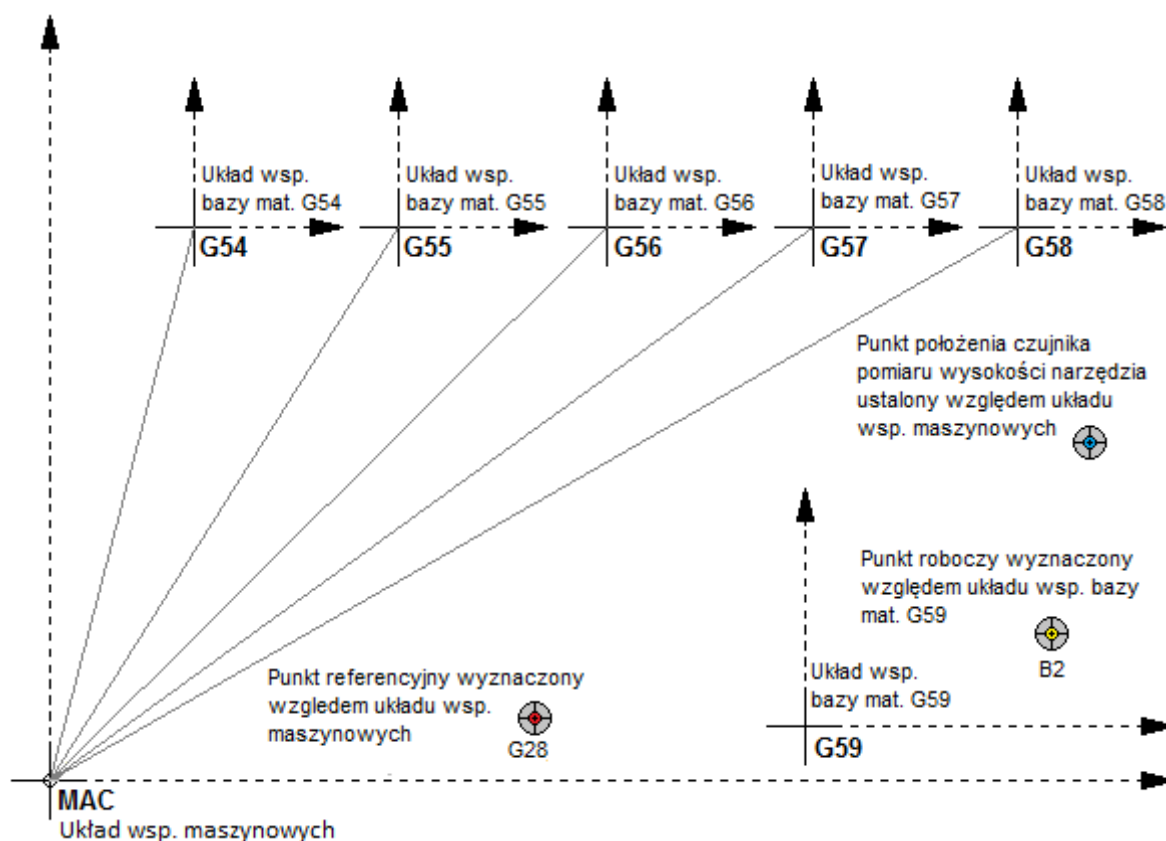 Układ wsp.
bazy mat. G54
G54
Układ wsp.
bazy mat. G55
G55
Układ wsp.
bazy mat. G56
G56
Układ wsp.
bazy mat. G57
G57
Układ wsp.
bazy mat. G58
G58
Punkt położenia czujnika
pomiaru wysokości narzędzia
ustalony względem układu
wsp. maszynowych
Punkt roboczy wyznaczony
względem układu wsp. bazy
mat. G59
B2
Układ wsp.
bazy mat. G59
G59
Punkt referencyjny wyznaczony
wzgledem układu wsp.
maszynowych
G28
MAC
Układ wsp. maszynowych